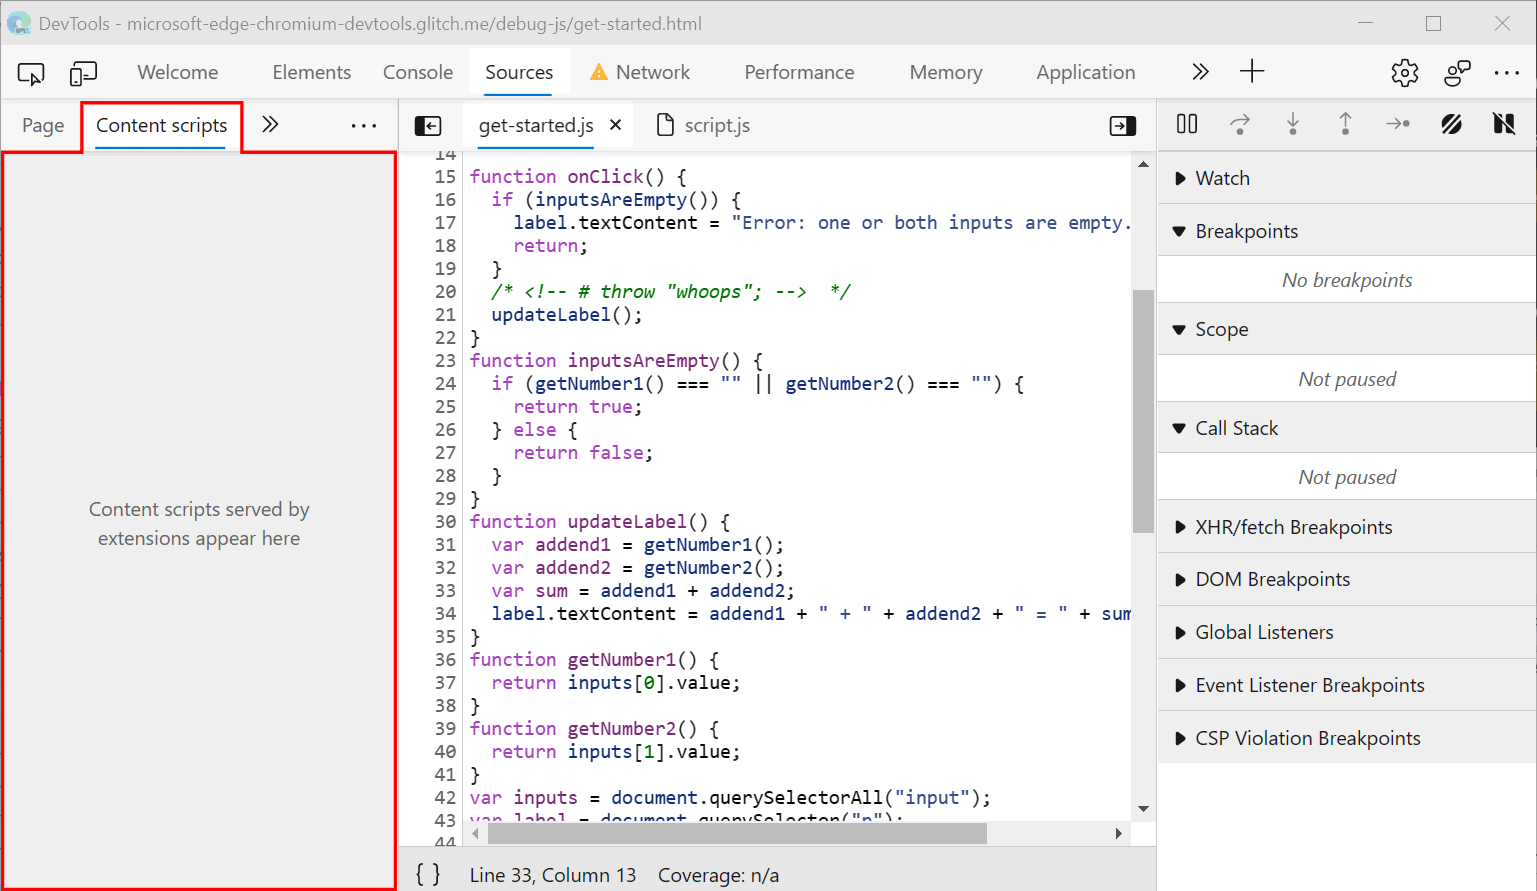 DevTools - microsoft-edge-chromium-devtools.glitch.me/debug-js/get-started.html
Welcome Elements Console Sources Network Performance Memory Application
Page Content scripts
Content scripts served by
extensions appear here
get-started.js script.js
14
15 function onClick() {
16 if (inputsAreEmpty()) {
17 label.textContent = "Error: one or both inputs are empty.
18 return;
19 }
20 /* <!-- # throw "whoops"; --> */
21 updateLabel();
22 }
23 function inputsAreEmpty() {
24 if (getNumber1() === "" || getNumber2() === "") {
25 return true;
26 } else {
27 return false;
28 }
29 }
30 function updateLabel() {
31 var addend1 = getNumber1();
32 var addend2 = getNumber2();
33 var sum = addend1 + addend2;
34 label.textContent = addend1 + " + " + addend2 + " = " + sum
35 }
36 function getNumber1() {
37 return inputs[0].value;
38 }
39 function getNumber2() {
40 return inputs[1].value;
41 }
42 var inputs = document.querySelectorAll("input");
43 var label = document.querySelector("p");
44
{ } Line 33, Column 13 Coverage: n/a
Watch
Breakpoints
No breakpoints
Scope
Not paused
Call Stack
Not paused
XHR/fetch Breakpoints
DOM Breakpoints
Global Listeners
Event Listener Breakpoints
CSP Violation Breakpoints